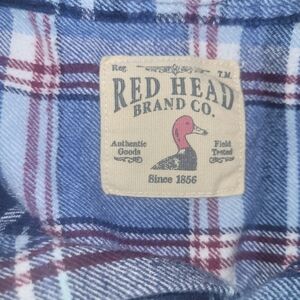 Reg. T.M.
RED HEAD
BRAND CO.
Authentic Field
Goods Tested
Since 1856